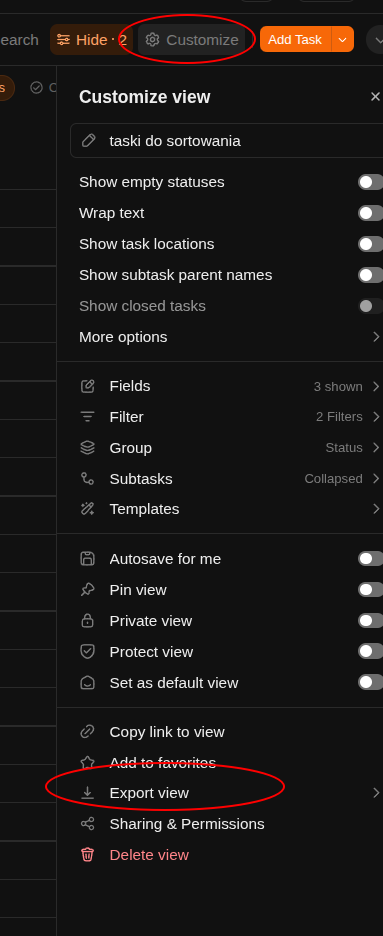 earch Hide · 2 Customize Add Task
s
Customize view
taski do sortowania
Show empty statuses
Wrap text
Show task locations
Show subtask parent names
Show closed tasks
More options
Fields 3 shown
Filter 2 Filters
Group Status
Subtasks Collapsed
Templates
Autosave for me
Pin view
Private view
Protect view
Set as default view
Copy link to view
Add to favorites
Export view
Sharing & Permissions
Delete view